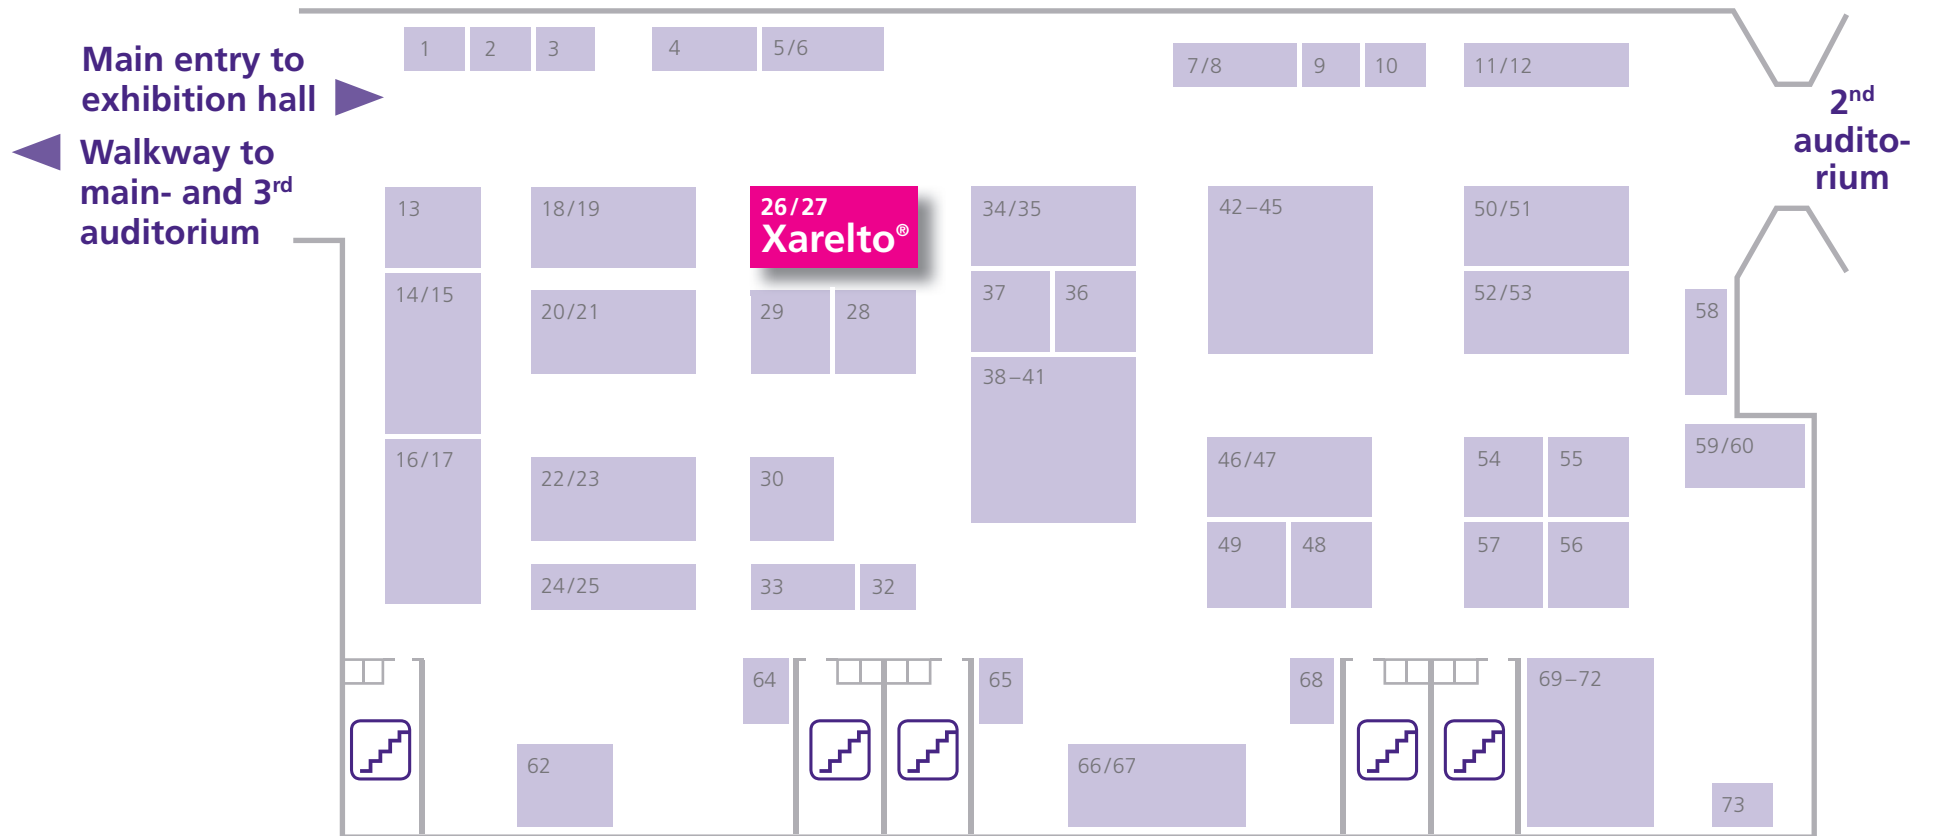 Main entry to
exhibition hall
Walkway to
main- and 3rd
auditorium
1 2 3 4 5/6 7/8 9 10 11/12
2nd
audito-
rium
13 18/19 26/27 34/35 42–45 50/51
Xarelto®
14/15 20/21 29 28 37 36 52/53 58
38–41
16/17 22/23 30 46/47 54 55 59/60
49 48 57 56
24/25 33 32
64 65 68 69–72
62 66/67 73